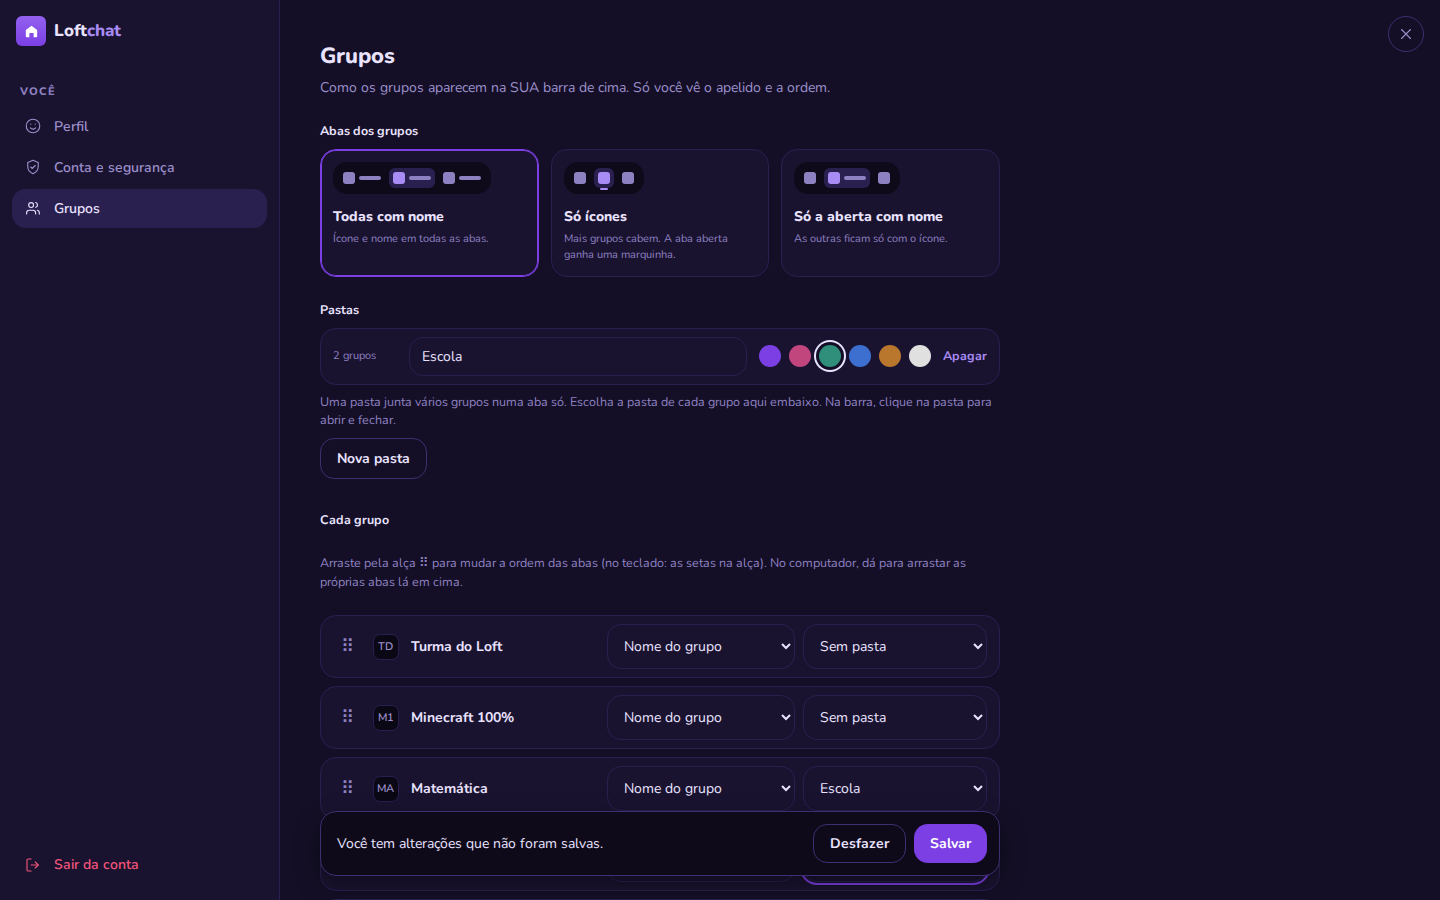 Loftchat
VOCÊ
Perfil
Conta e segurança
Grupos
Sair da conta
Grupos
Como os grupos aparecem na SUA barra de cima. Só você vê o apelido e a ordem.
Abas dos grupos
Todas com nome
Ícone e nome em todas as abas.
Só ícones
Mais grupos cabem. A aba aberta
ganha uma marquinha.
Só a aberta com nome
As outras ficam só com o ícone.
Pastas
2 grupos
Escola
Apagar
Uma pasta junta vários grupos numa aba só. Escolha a pasta de cada grupo aqui embaixo. Na barra, clique na pasta para
abrir e fechar.
Nova pasta
Cada grupo
Arraste pela alça ⠿ para mudar a ordem das abas (no teclado: as setas na alça). No computador, dá para arrastar as
próprias abas lá em cima.
TD Turma do Loft Nome do grupo Sem pasta
M1 Minecraft 100% Nome do grupo Sem pasta
MA Matemática Nome do grupo Escola
Você tem alterações que não foram salvas. Desfazer Salvar